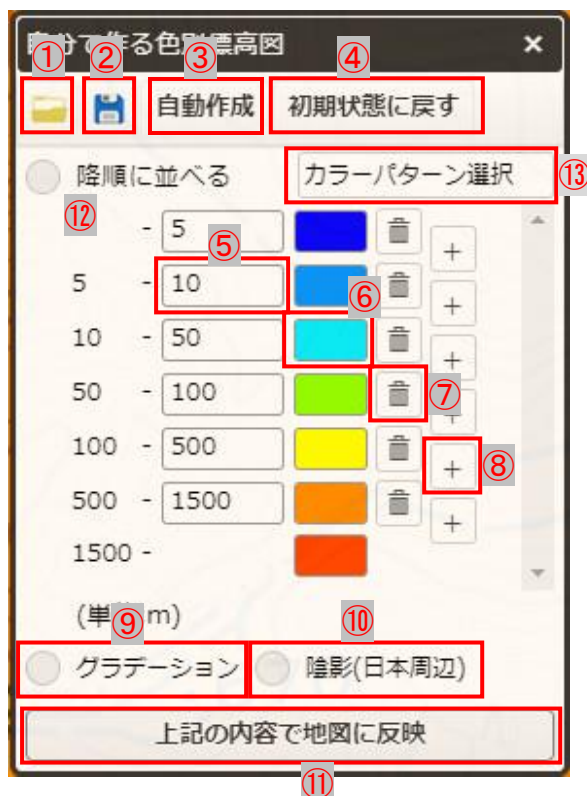 自分で作る色別標高図 ×
① ② ③ ④
自動作成 初期状態に戻す
降順に並べる カラーパターン選択 ⑬
⑫
- 5
⑤
+
5 - 10
⑥
+
10 - 50
+
⑦
50 - 100
+
100 - 500
+ ⑧
500 - 1500
+
1500 -
(単位:m)
⑨ ⑩
グラデーション 陰影(日本周辺)
上記の内容で地図に反映
⑪